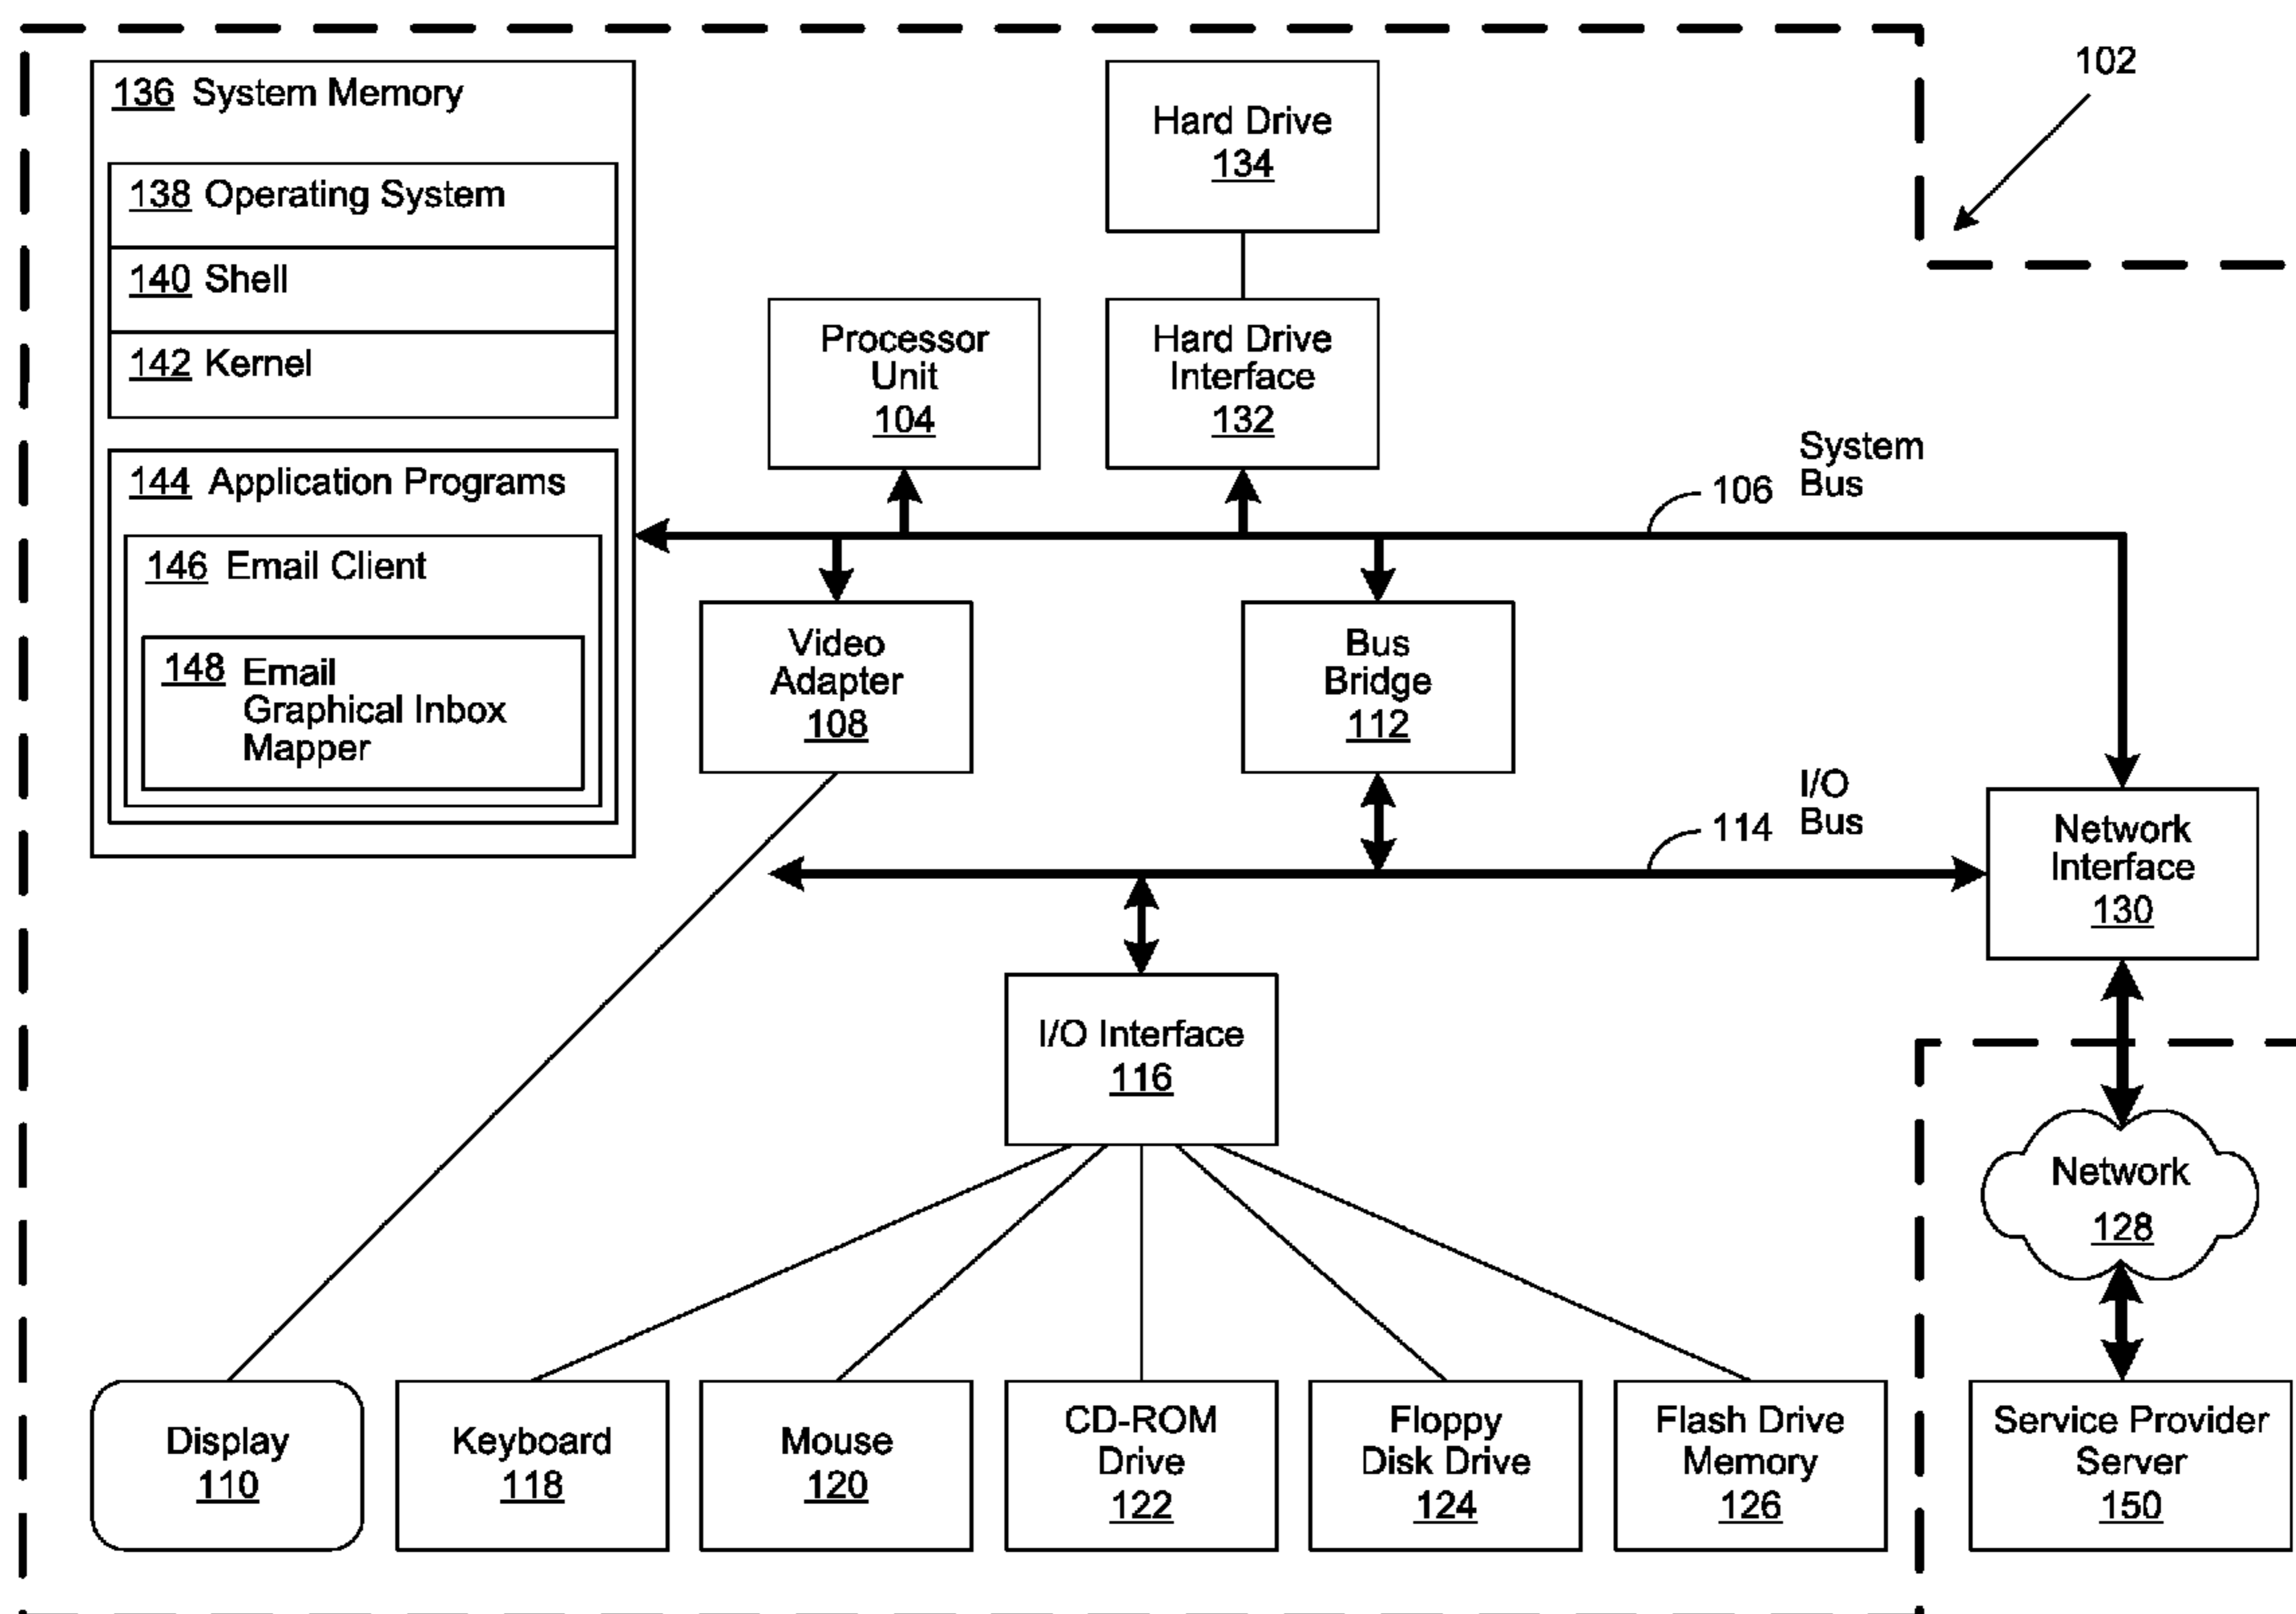 102
136 System Memory
138 Operating System
140 Shell
142 Kernel
144 Application Programs
146 Email Client
148 Email
Graphical Inbox
Mapper
Hard Drive
134
Processor
Unit
104
Hard Drive
Interface
132
System
106 Bus
Video
Adapter
108
Bus
Bridge
112
I/O
114 Bus
Network
Interface
130
I/O Interface
116
Network
128
Display
110
Keyboard
118
Mouse
120
CD-ROM
Drive
122
Floppy
Disk Drive
124
Flash Drive
Memory
126
Service Provider
Server
150